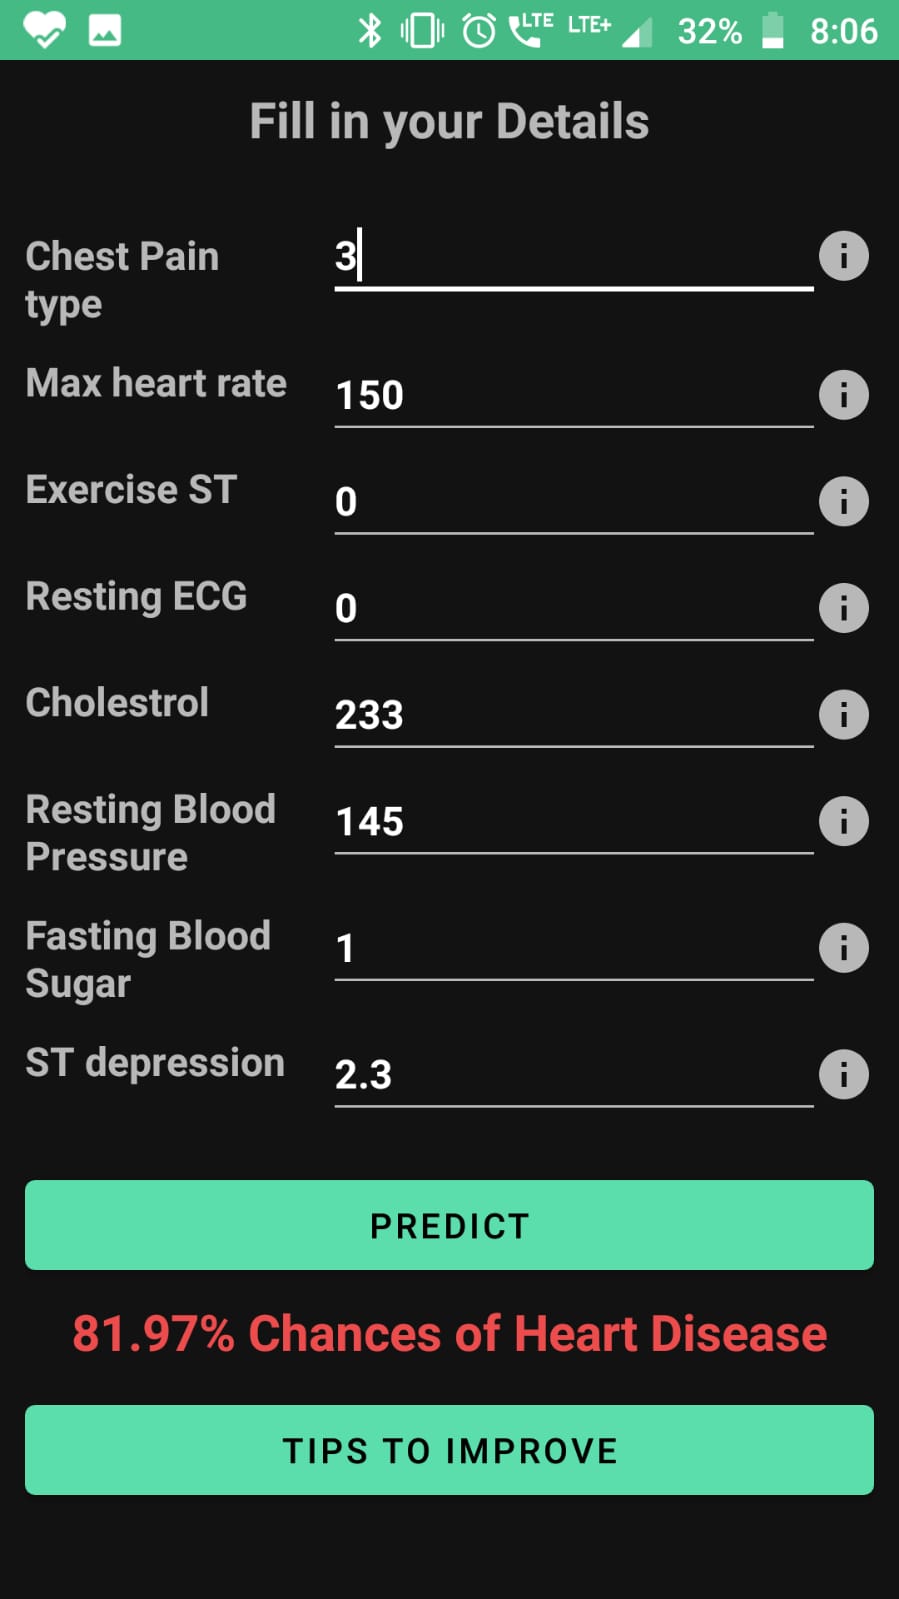 LTE LTE+ 32% 8:06
Fill in your Details
Chest Pain
type
3
i
Max heart rate
150
i
Exercise ST
0
i
Resting ECG
0
i
Cholestrol
233
i
Resting Blood
Pressure
145
i
Fasting Blood
Sugar
1
i
ST depression
2.3
i
PREDICT
81.97% Chances of Heart Disease
TIPS TO IMPROVE